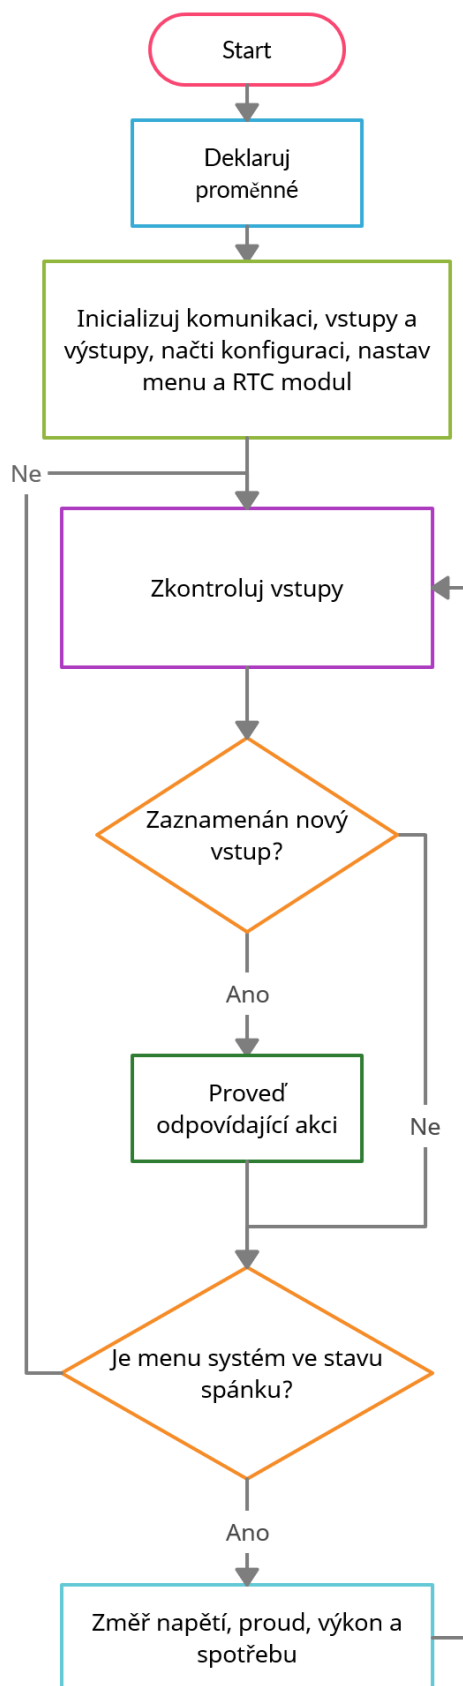 Start
Deklaruj
proměnné
Inicializuj komunikaci, vstupy a
výstupy, načti konfiguraci, nastav
menu a RTC modul
Ne
Zkontroluj vstupy
Zaznamenán nový
vstup?
Ano
Proveď
odpovídající akci
Ne
Je menu systém ve stavu
spánku?
Ano
Změř napětí, proud, výkon a
spotřebu